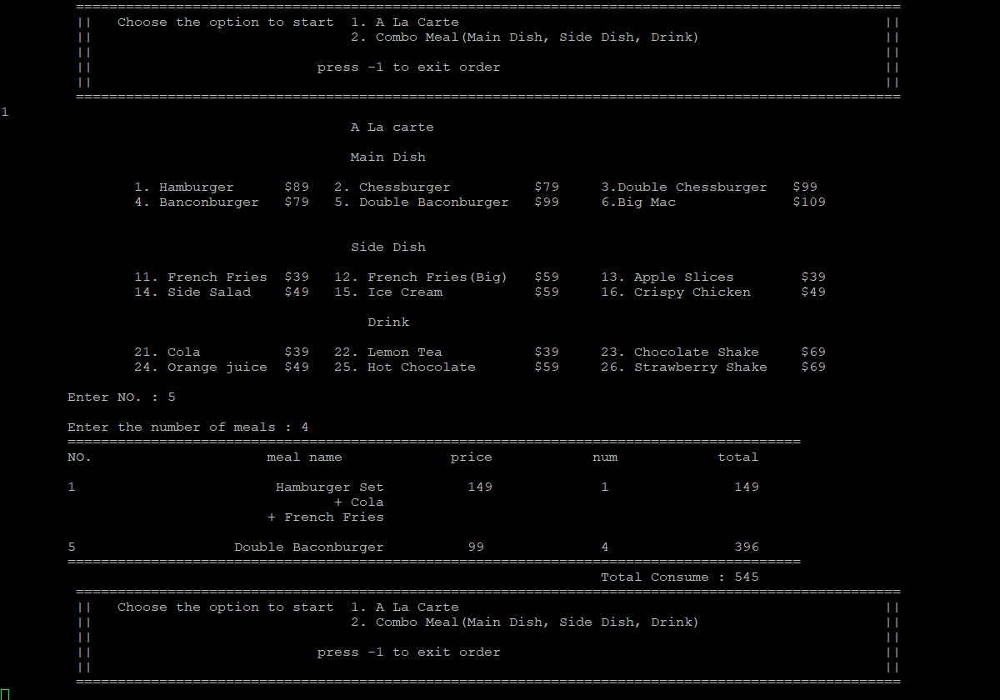 ====================================================================================================
||   Choose the option to start  1. A La Carte                                                   ||
||                               2. Combo Meal(Main Dish, Side Dish, Drink)                      ||
||                                                                                               ||
||                           press -1 to exit order                                              ||
||                                                                                               ||
====================================================================================================
1
A La carte
Main Dish
1. Hamburger      $89   2. Chessburger          $79     3.Double Chessburger   $99
4. Banconburger   $79   5. Double Baconburger   $99     6.Big Mac              $109
Side Dish
11. French Fries  $39   12. French Fries(Big)   $59     13. Apple Slices        $39
14. Side Salad    $49   15. Ice Cream           $59     16. Crispy Chicken      $49
Drink
21. Cola          $39   22. Lemon Tea           $39     23. Chocolate Shake     $69
24. Orange juice  $49   25. Hot Chocolate       $59     26. Strawberry Shake    $69
Enter NO. : 5
Enter the number of meals : 4
========================================================================================
NO.                     meal name             price            num            total
1                        Hamburger Set          149             1               149
+ Cola
+ French Fries
5                   Double Baconburger          99              4               396
========================================================================================
Total Consume : 545
====================================================================================================
||   Choose the option to start  1. A La Carte                                                   ||
||                               2. Combo Meal(Main Dish, Side Dish, Drink)                      ||
||                                                                                               ||
||                           press -1 to exit order                                              ||
||                                                                                               ||
====================================================================================================